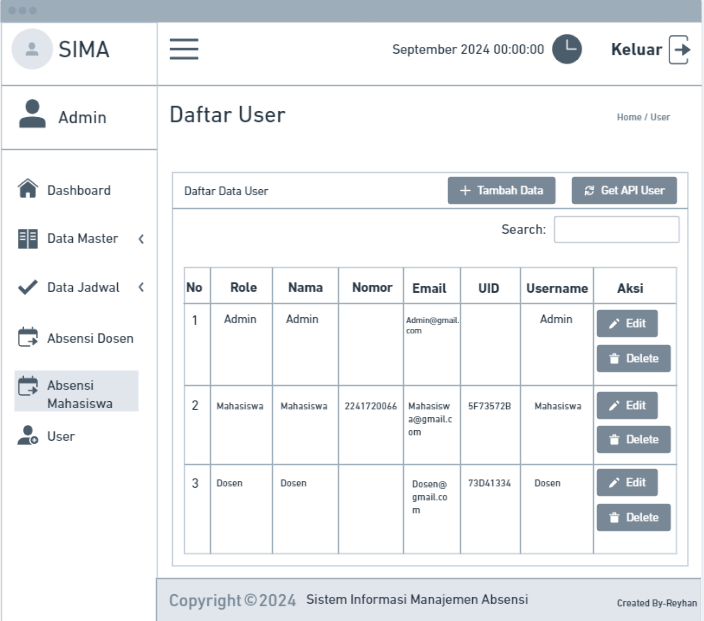 SIMA
September 2024 00:00:00
Keluar
Admin
Daftar User
Home / User
Dashboard
Data Master
Data Jadwal
Absensi Dosen
Absensi
Mahasiswa
User
Daftar Data User
+ Tambah Data
Get API User
Search:
No Role Nama Nomor Email UID Username Aksi
1 Admin Admin Admin@gmail. Admin Edit
com
Delete
2 Mahasiswa Mahasiswa 2241720066 Mahasisw 5F73572B Mahasiswa Edit
a@gmail.c
om
Delete
3 Dosen Dosen Dosen@ 73D41334 Dosen Edit
gmail.co
m
Delete
Copyright©2024 Sistem Informasi Manajemen Absensi Created By-Reyhan